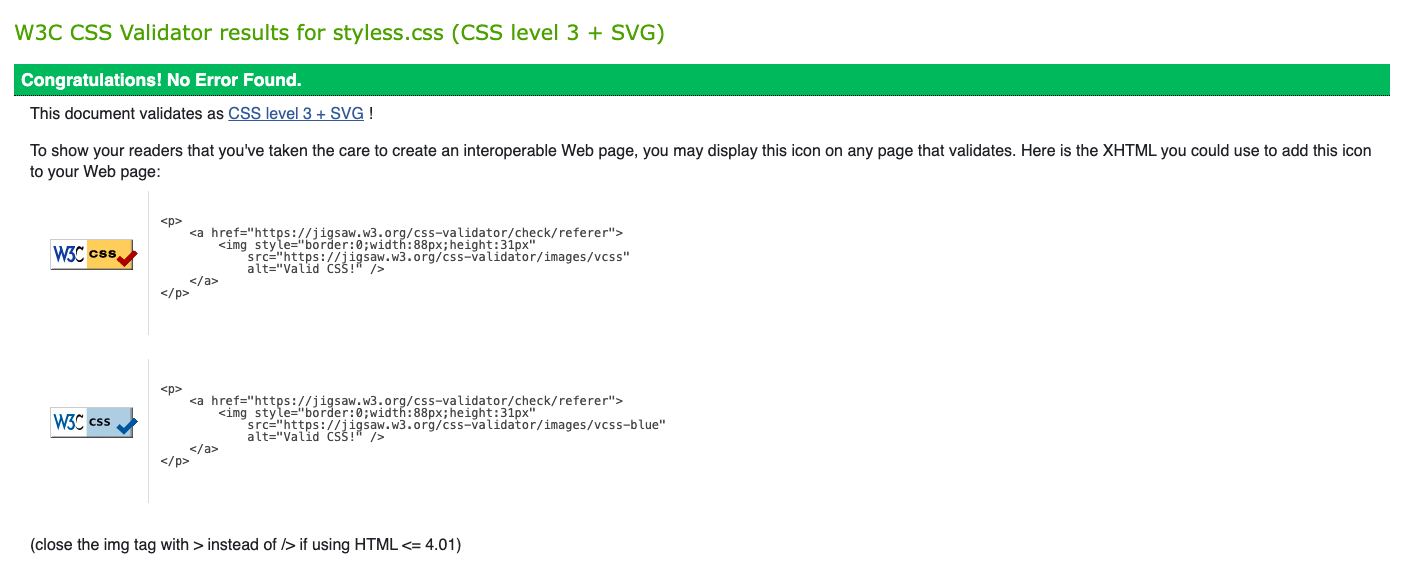 W3C CSS Validator results for styless.css (CSS level 3 + SVG)
Congratulations! No Error Found.
This document validates as CSS level 3 + SVG !
To show your readers that you've taken the care to create an interoperable Web page, you may display this icon on any page that validates. Here is the XHTML you could use to add this icon
to your Web page:
<p>
<a href="https://jigsaw.w3.org/css-validator/check/referer">
W3C css
<img style="border:0;width:88px;height:31px"
src="https://jigsaw.w3.org/css-validator/images/vcss"
alt="Valid CSS!" />
</a>
</p>
<p>
<a href="https://jigsaw.w3.org/css-validator/check/referer">
W3C css
<img style="border:0;width:88px;height:31px"
src="https://jigsaw.w3.org/css-validator/images/vcss-blue"
alt="Valid CSS!" />
</a>
</p>
(close the img tag with > instead of /> if using HTML <= 4.01)